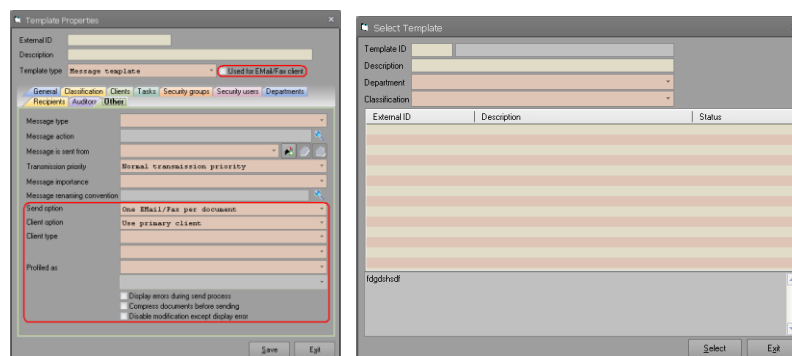 Template Properties
External ID
Description
Template type Message template Used for EMail/Fax client
General Classification Clients Tasks Security groups Security users Departments
Recipients Auditor Other
Message type
Message action
Message is sent from
Transmission priority Normal transmission priority
Message importance
Message renaming convention
Send option One EMail/Fax per document
Client option Use primary client
Client type
Profiled as
Display errors during send process
Compress documents before sending
Disable modification except display error
Save Exit
Select Template
Template ID
Description
Department
Classification
External ID Description Status
fdgdshsdf
Select Exit